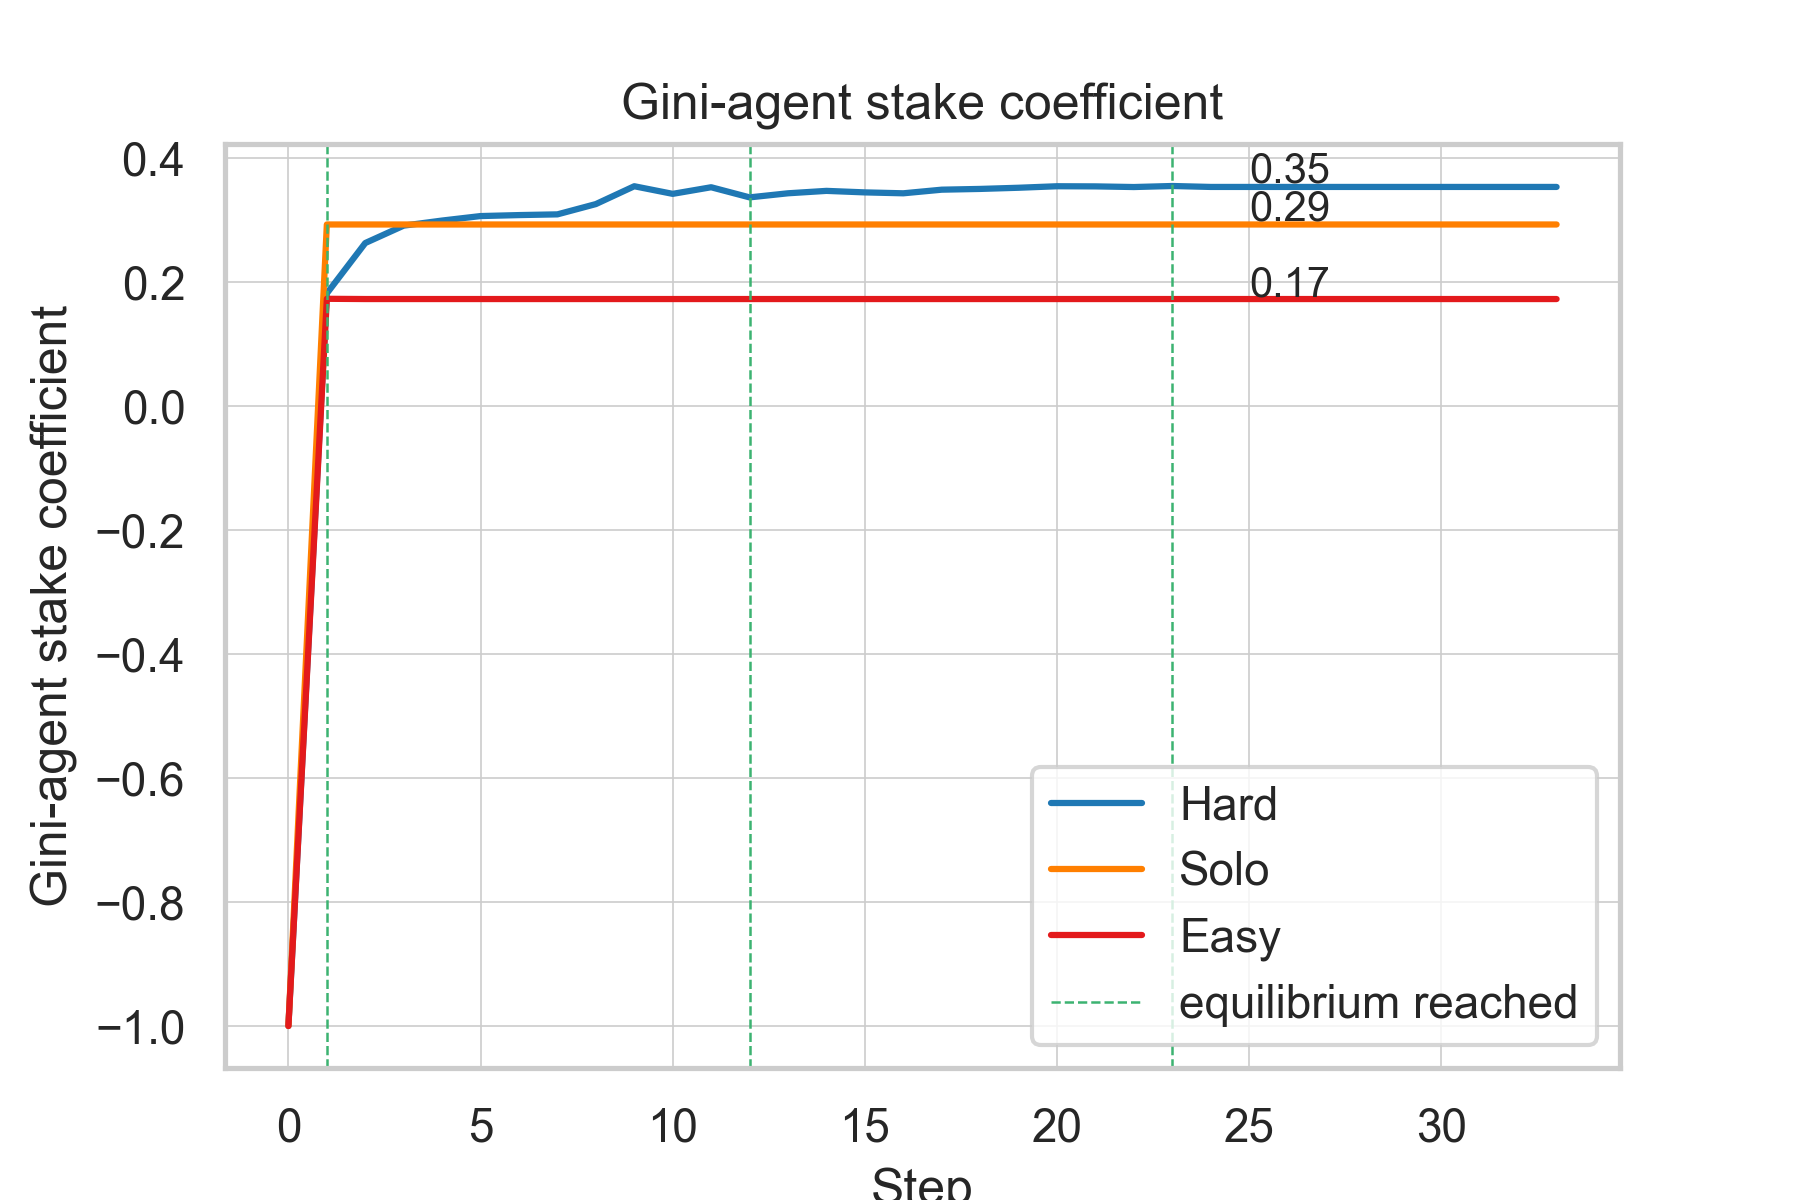 Gini-agent stake coefficient
Gini-agent stake coefficient
0.4
0.2
0.0
−0.2
−0.4
−0.6
−0.8
−1.0
0.35
0.29
0.17
Hard
Solo
Easy
equilibrium reached
0 5 10 15 20 25 30
Step